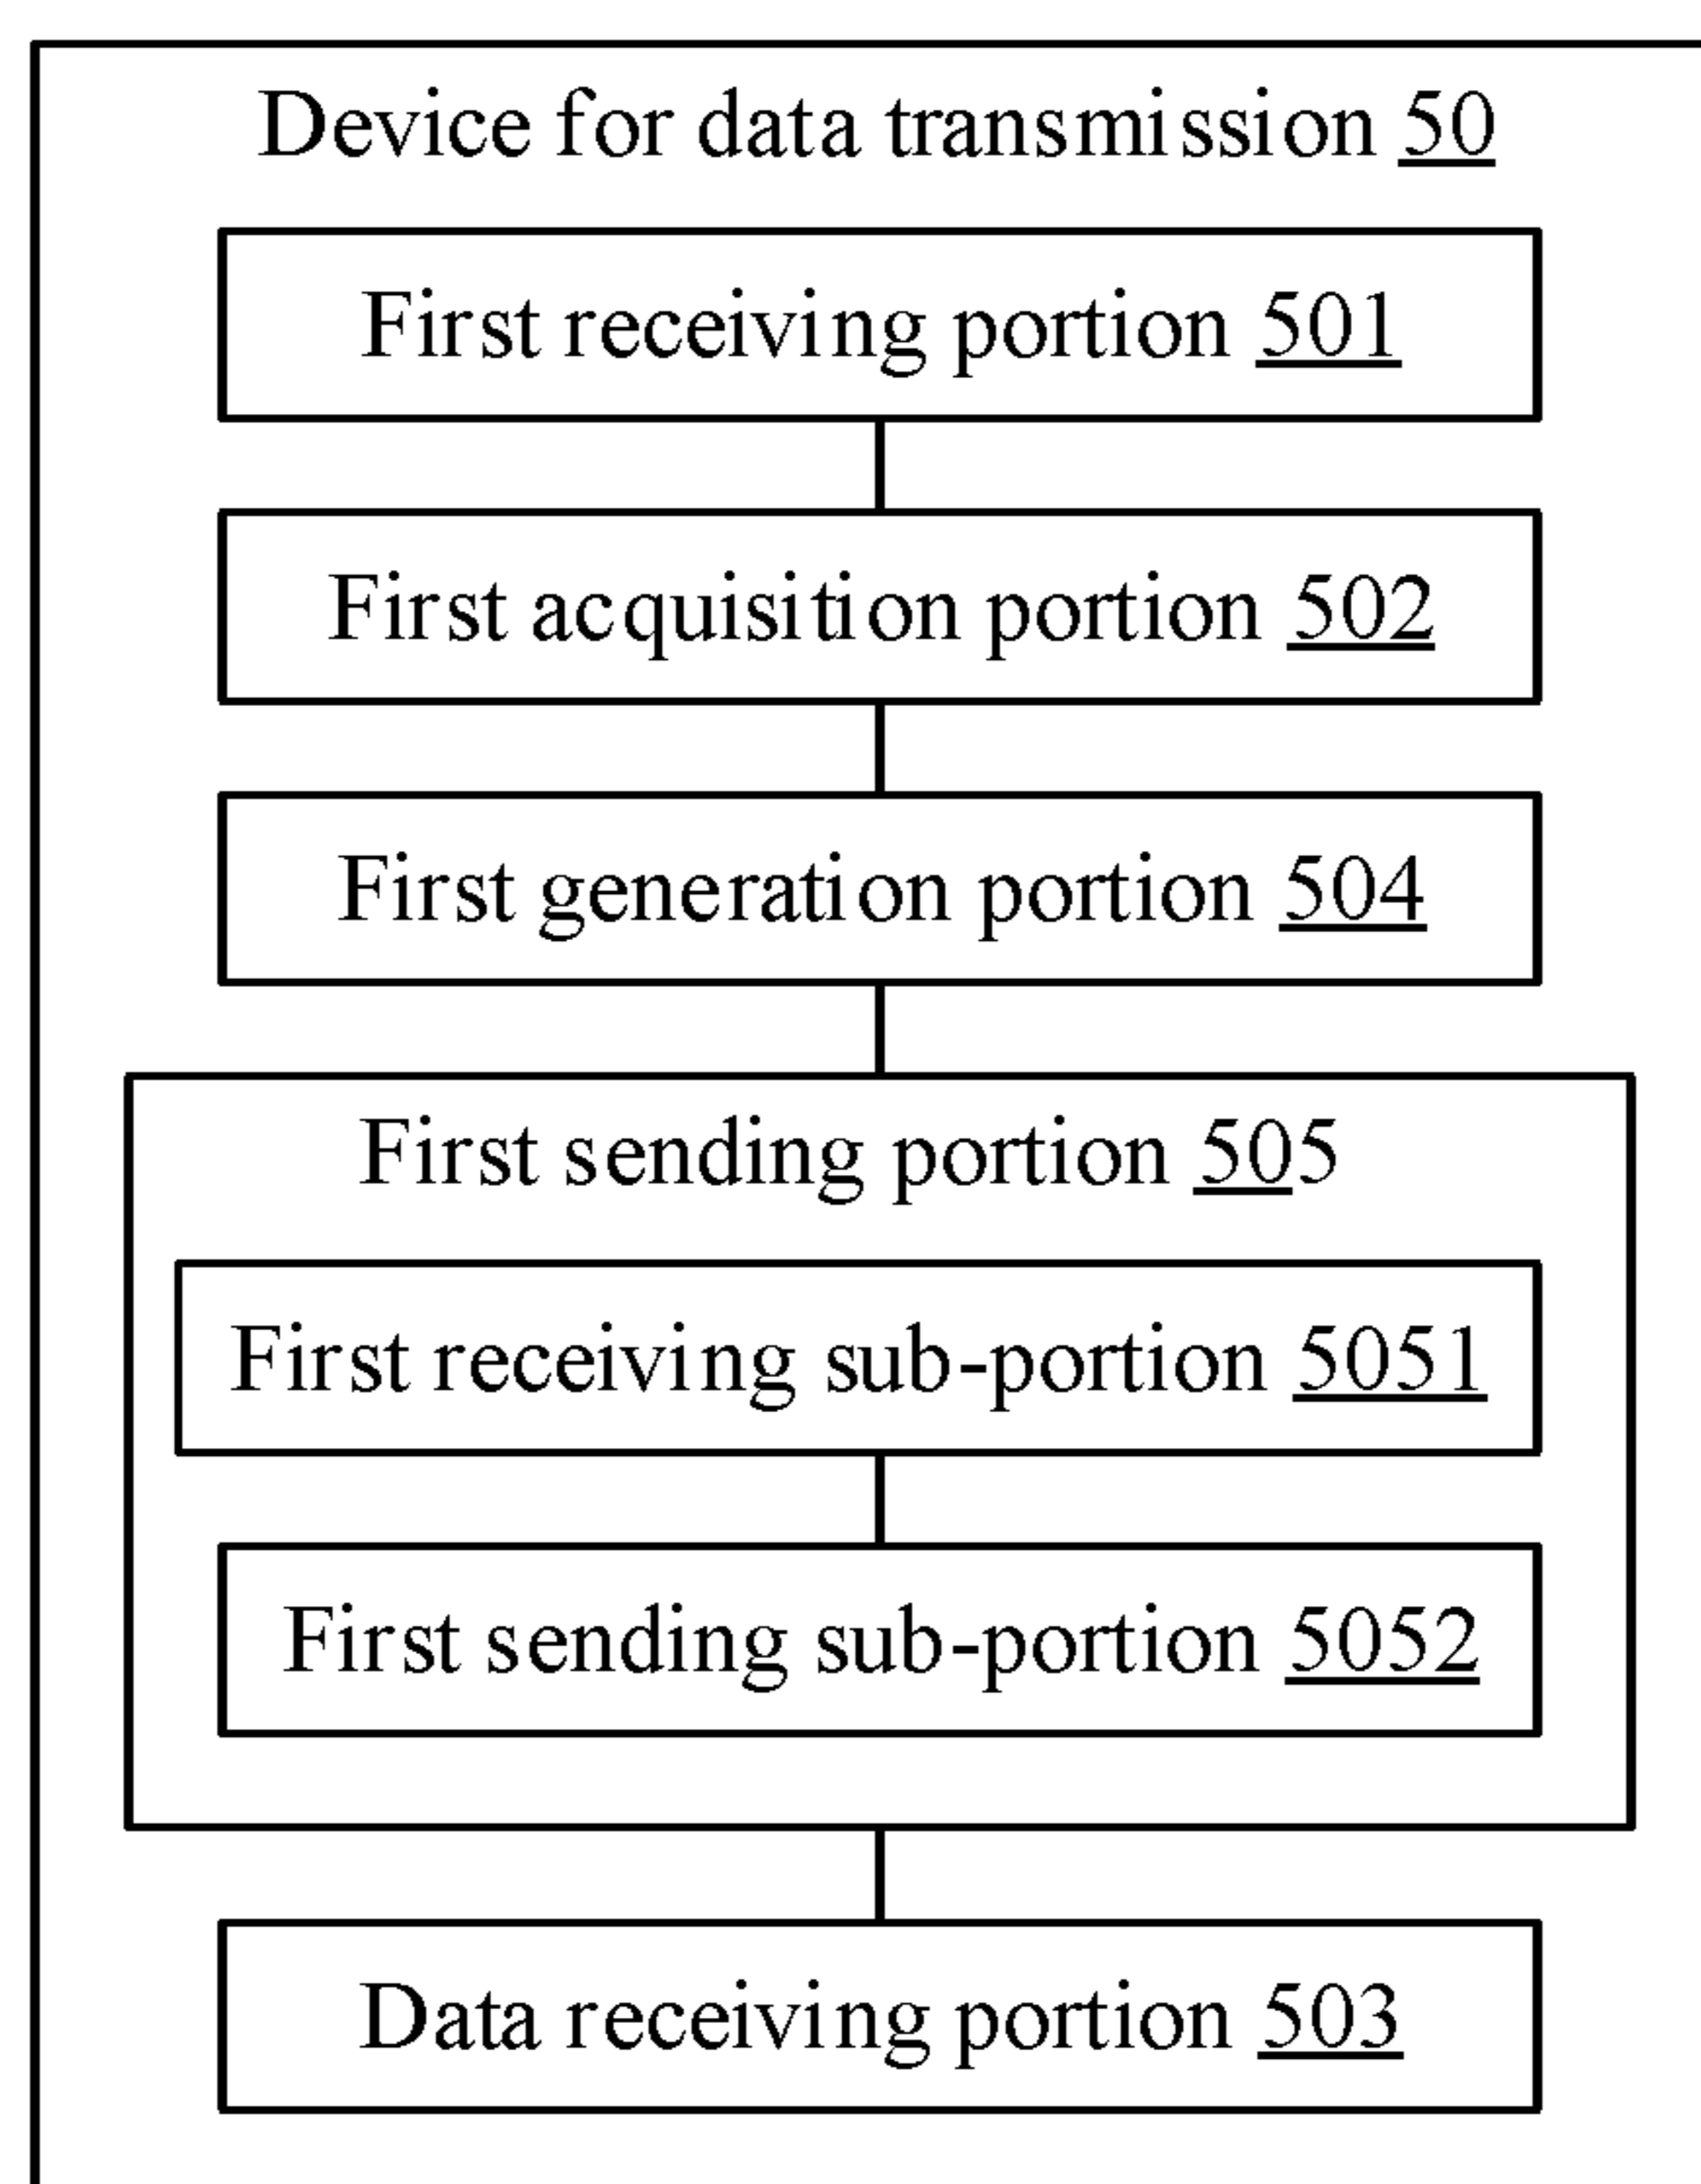 Device for data transmission 50
First receiving portion 501
First acquisition portion 502
First generation portion 504
First sending portion 505
First receiving sub-portion 5051
First sending sub-portion 5052
Data receiving portion 503